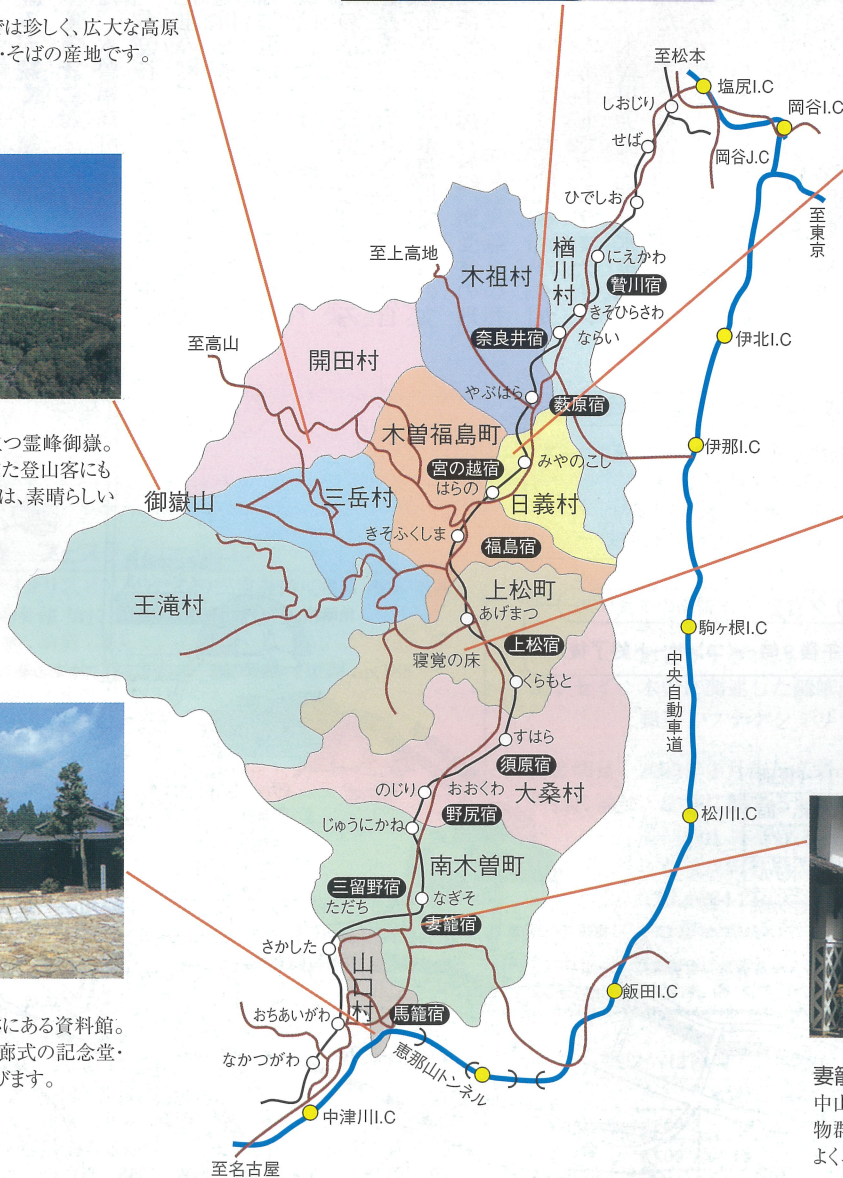 では珍しく、広大な高原
・そばの産地です。
至松本
塩尻I.C
しおじり
岡谷I.C
せば
岡谷J.C
ひでしお
至東京
楢川村
至上高地
木祖村
にえかわ
贄川宿
きそひらさわ
奈良井宿
ならい
伊北I.C
至高山
開田村
やぶはら
薮原宿
木曽福島町
伊那I.C
つ霊峰御嶽。
た登山客にも
は、素晴らしい
宮の越宿
みやのこし
はらの
御嶽山
三岳村
日義村
きそふくしま
福島宿
上松町
王滝村
あげまつ
駒ヶ根I.C
上松宿
寝覚の床
中央自動車道
くらもと
すはら
須原宿
のじり
おおくわ
大桑村
野尻宿
松川I.C
じゅうにかね
南木曽町
三留野宿
なぎそ
ただち
妻籠宿
さかした
山口村
飯田I.C
おちあいがわ
馬籠宿
にある資料館。
廊式の記念堂・
びます。
なかつがわ
恵那山トンネル
中津川I.C
至名古屋
妻籠
中山
物群
よく